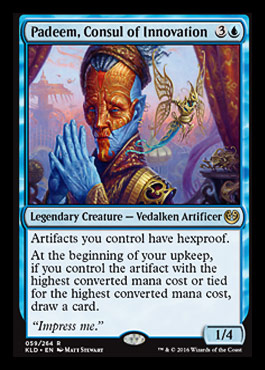 Padeem, Consul of Innovation 3
Legendary Creature — Vedalken Artificer
Artifacts you control have hexproof.
At the beginning of your upkeep,
if you control the artifact with the
highest converted mana cost or tied
for the highest converted mana cost,
draw a card.
“Impress me.”
1/4
059/264 R
KLD • EN Matt Stewart
™ & © 2016 Wizards of the Coast